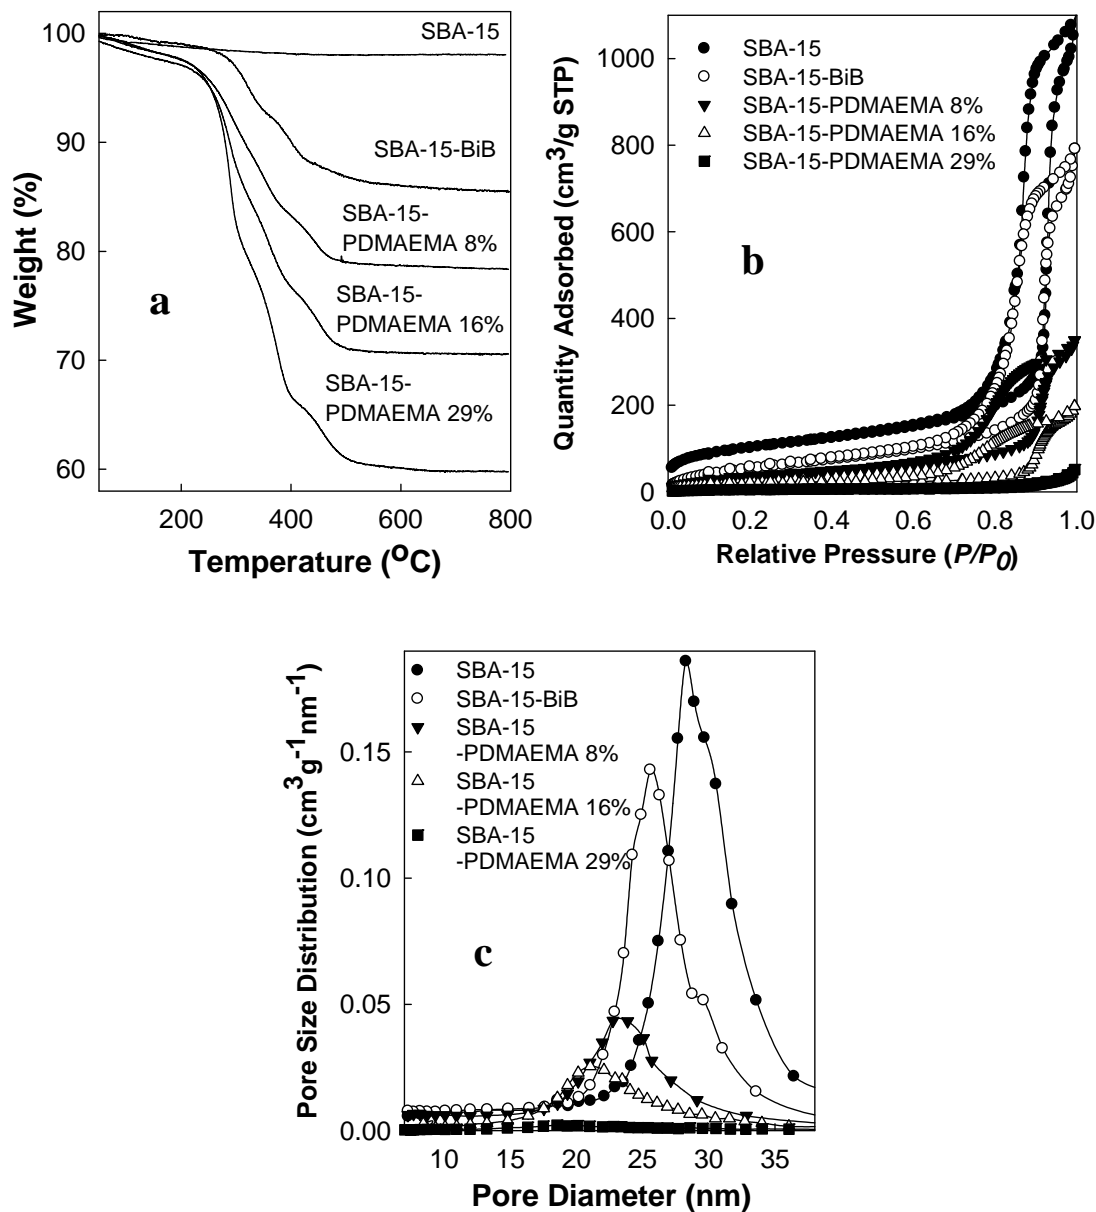 100
90
80
70
60
Weight (%)
SBA-15
SBA-15-BiB
SBA-15-
PDMAEMA 8%
SBA-15-
PDMAEMA 16%
SBA-15-
PDMAEMA 29%
a
200 400 600 800
Temperature (ºC)
1000
800
600
400
200
0
Quantity Adsorbed (cm³/g STP)
SBA-15
SBA-15-BiB
SBA-15-PDMAEMA 8%
SBA-15-PDMAEMA 16%
SBA-15-PDMAEMA 29%
b
0.0 0.2 0.4 0.6 0.8 1.0
Relative Pressure (P/P0)
0.15
0.10
0.05
0.00
Pore Size Distribution (cm³g⁻¹nm⁻¹)
SBA-15
SBA-15-BiB
SBA-15
-PDMAEMA 8%
SBA-15
-PDMAEMA 16%
SBA-15
-PDMAEMA 29%
c
10 15 20 25 30 35
Pore Diameter (nm)